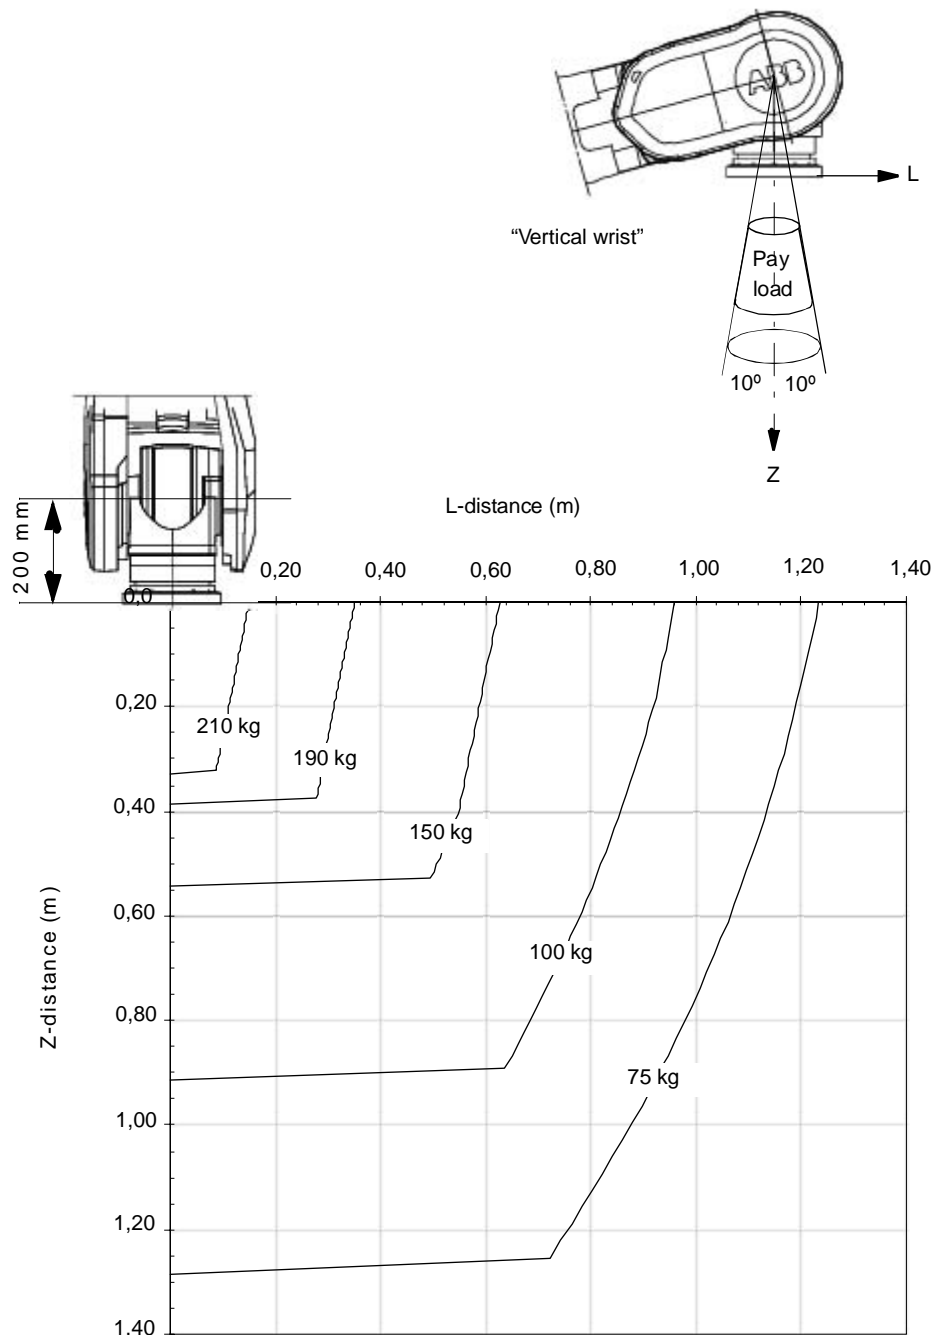 ABB
L
“Vertical wrist”
Pay
load
10º 10º
Z
L-distance (m)
200 mm
0,0
0,20 0,40 0,60 0,80 1,00 1,20 1,40
0,20
210 kg
190 kg
0,40
150 kg
0,60
100 kg
0,80
75 kg
1,00
1,20
1,40
Z-distance (m)